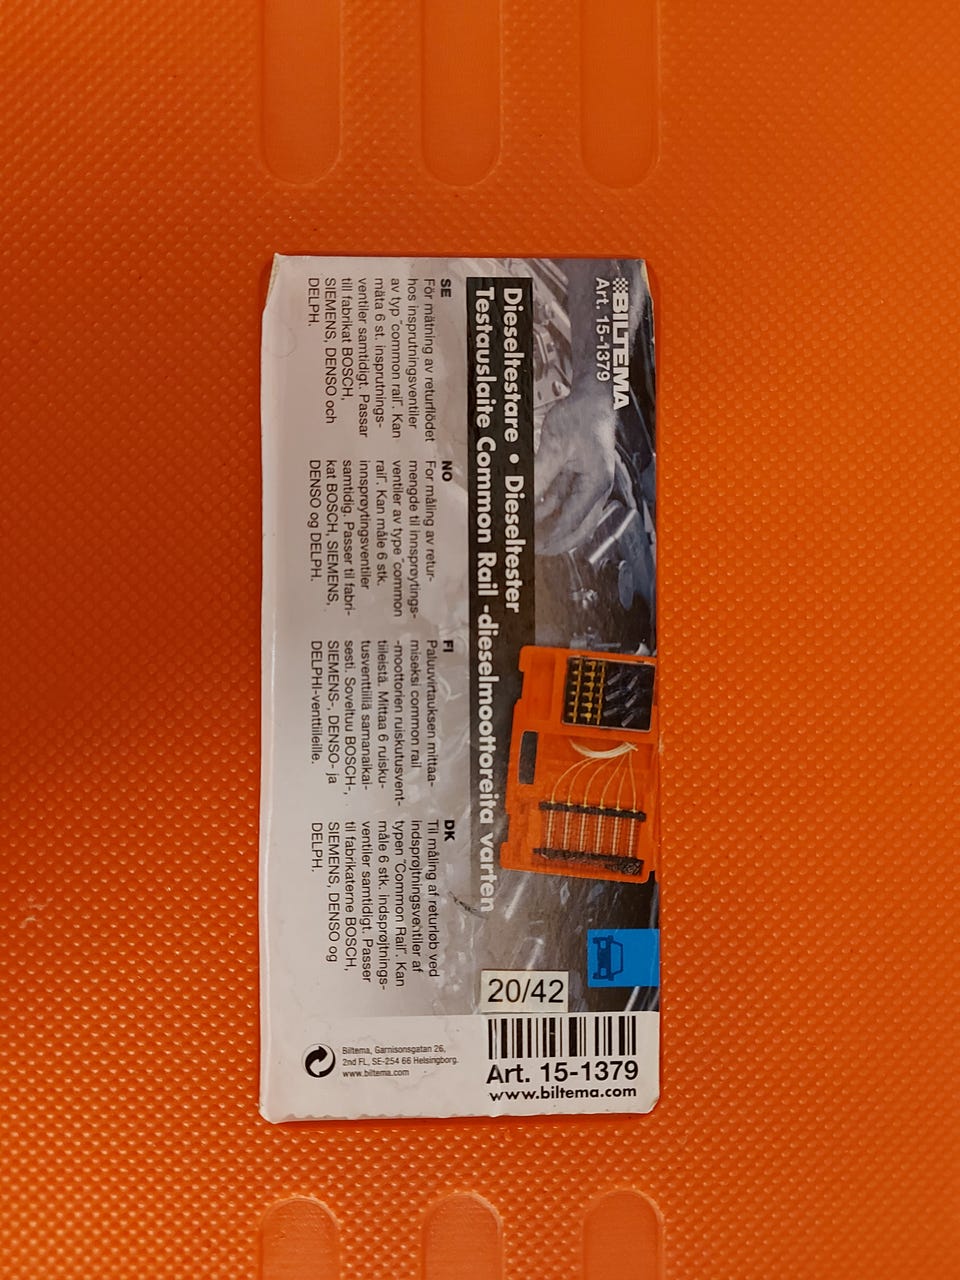 BILTEMA
Art. 15-1379
Dieseltestare • Dieseltester
Testauslaite Common Rail -dieselmoottoreita varten
SE
För mätning av returflödet
hos insprutningsventiler
av typ "common rail". Kan
mäta 6 st. insprutnings-
ventiler samtidigt. Passar
till fabrikat BOSCH,
SIEMENS, DENSO och
DELPH.
NO
For måling av retur-
mengde til innsprøytings-
ventiler av type "common
rail". Kan måle 6 stk.
innsprøytingsventiler
samtidig. Passer til fabri-
kat BOSCH, SIEMENS,
DENSO og DELPH.
FI
Paluuvirtauksen mittaa-
miseksi common rail
-moottorien ruiskutusvent-
tiileistä. Mittaa 6 ruisku-
tusventtiiliä samanaikai-
sesti. Soveltuu BOSCH-,
SIEMENS-, DENSO- ja
DELPHI-venttiileille.
DK
Til måling af returløb ved
indsprøjtningsventiler af
typen "Common Rail". Kan
måle 6 stk. indsprøjtnings-
ventiler samtidigt. Passer
til fabrikaterne BOSCH,
SIEMENS, DENSO og
DELPH.
20/42
Art. 15-1379
www.biltema.com
Biltema, Garnisonsgatan 26,
2nd FL, SE-254 66 Helsingborg.
www.biltema.com